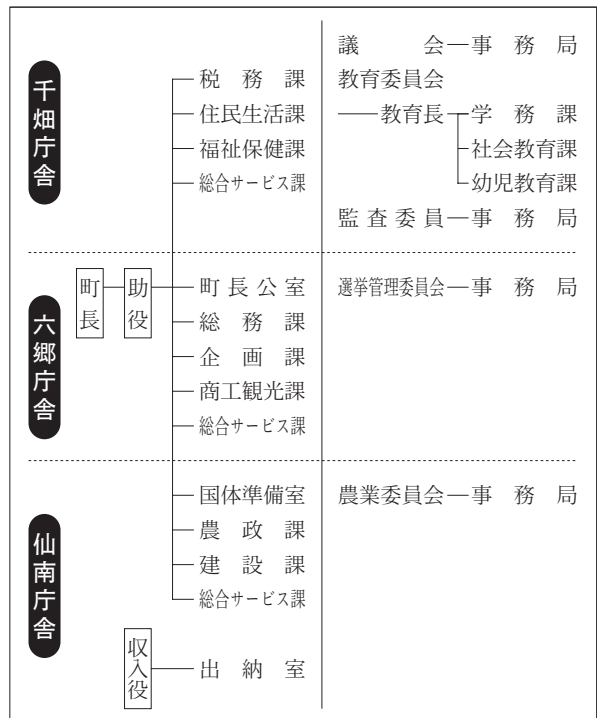 千畑庁舎
税務課
住民生活課
福祉保健課
総合サービス課
議会―事務局
教育委員会
教育長―学務課
社会教育課
幼児教育課
監査委員―事務局
六郷庁舎
町長
助役
町長公室
総務課
企画課
商工観光課
総合サービス課
選挙管理委員会―事務局
仙南庁舎
国体準備室
農政課
建設課
総合サービス課
収入役
出納室
農業委員会―事務局